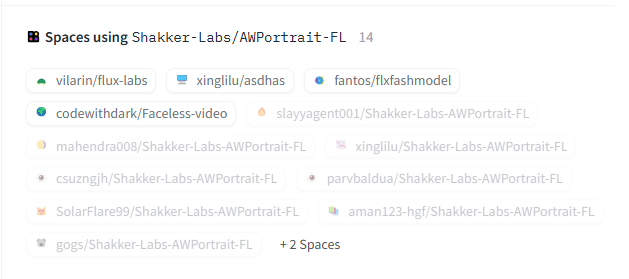 Spaces using Shakker-Labs/AWPortrait-FL 14
vilarin/flux-labs xinglilu/asdhas fantos/flxfashmodel
codewithdark/Faceless-video slayyagent001/Shakker-Labs-AWPortrait-FL
mahendra008/Shakker-Labs-AWPortrait-FL xinglilu/Shakker-Labs-AWPortrait-FL
csuzngjh/Shakker-Labs-AWPortrait-FL parvbaldua/Shakker-Labs-AWPortrait-FL
SolarFlare99/Shakker-Labs-AWPortrait-FL aman123-hgf/Shakker-Labs-AWPortrait-FL
gogs/Shakker-Labs-AWPortrait-FL + 2 Spaces